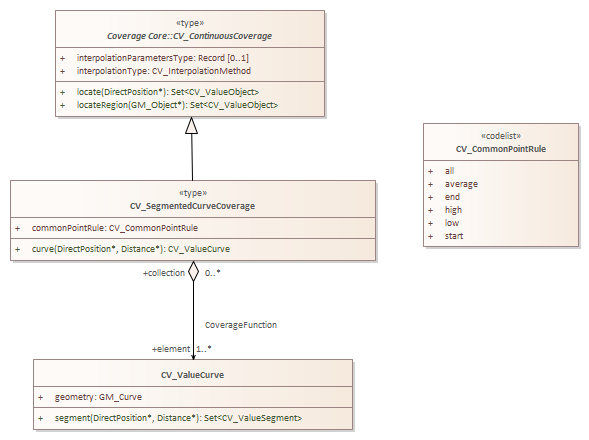 «type»
Coverage Core::CV_ContinuousCoverage
+ interpolationParametersType: Record [0..1]
+ interpolationType: CV_InterpolationMethod
+ locate(DirectPosition*): Set<CV_ValueObject>
+ locateRegion(GM_Object*): Set<CV_ValueObject>
«type»
CV_SegmentedCurveCoverage
+ commonPointRule: CV_CommonPointRule
+ curve(DirectPosition*, Distance*): CV_ValueCurve
«codelist»
CV_CommonPointRule
+ all
+ average
+ end
+ high
+ low
+ start
+collection 0..*
CoverageFunction
+element 1..*
CV_ValueCurve
+ geometry: GM_Curve
+ segment(DirectPosition*, Distance*): Set<CV_ValueSegment>